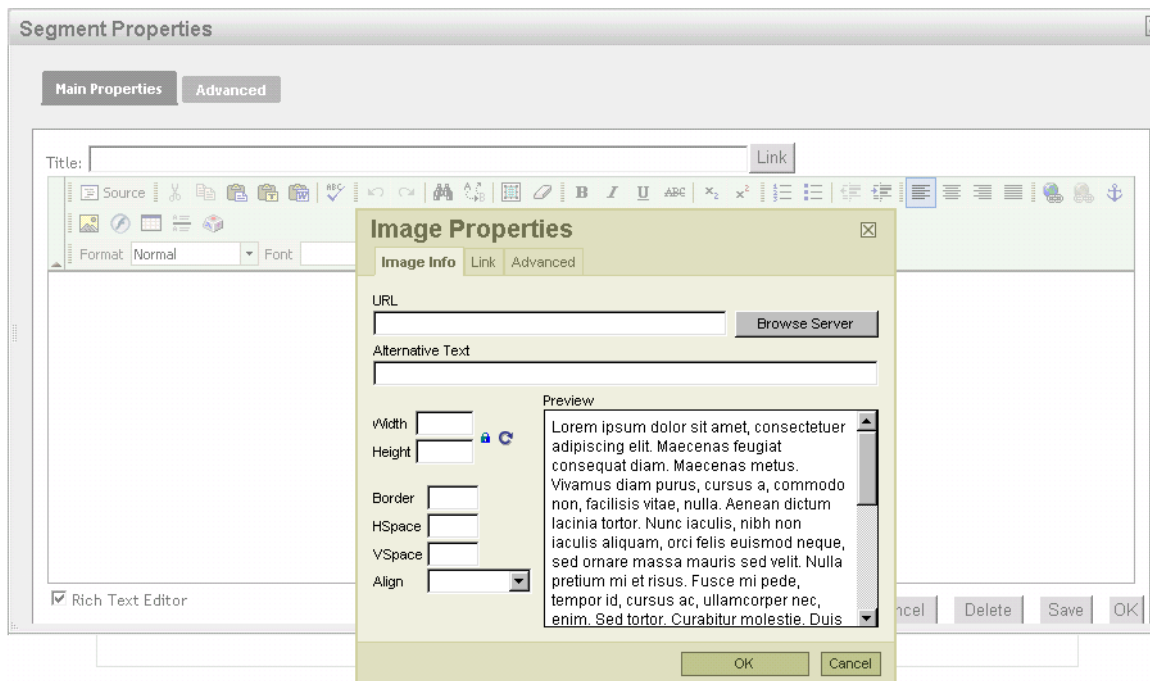 Segment Properties
Main Properties Advanced
Title: Link
Source ABC B I U ABC x₂ x²
Format Normal Font
Image Properties
Image Info Link Advanced
URL
Browse Server
Alternative Text
Width
Height
Border
HSpace
VSpace
Align
Preview
Lorem ipsum dolor sit amet, consectetuer
adipiscing elit. Maecenas feugiat
consequat diam. Maecenas metus.
Vivamus diam purus, cursus a, commodo
non, facilisis vitae, nulla. Aenean dictum
lacinia tortor. Nunc iaculis, nibh non
iaculis aliquam, orci felis euismod neque,
sed ornare massa mauris sed velit. Nulla
pretium mi et risus. Fusce mi pede,
tempor id, cursus ac, ullamcorper nec,
enim. Sed tortor. Curabitur molestie. Duis
OK Cancel
Rich Text Editor
ncel Delete Save OK